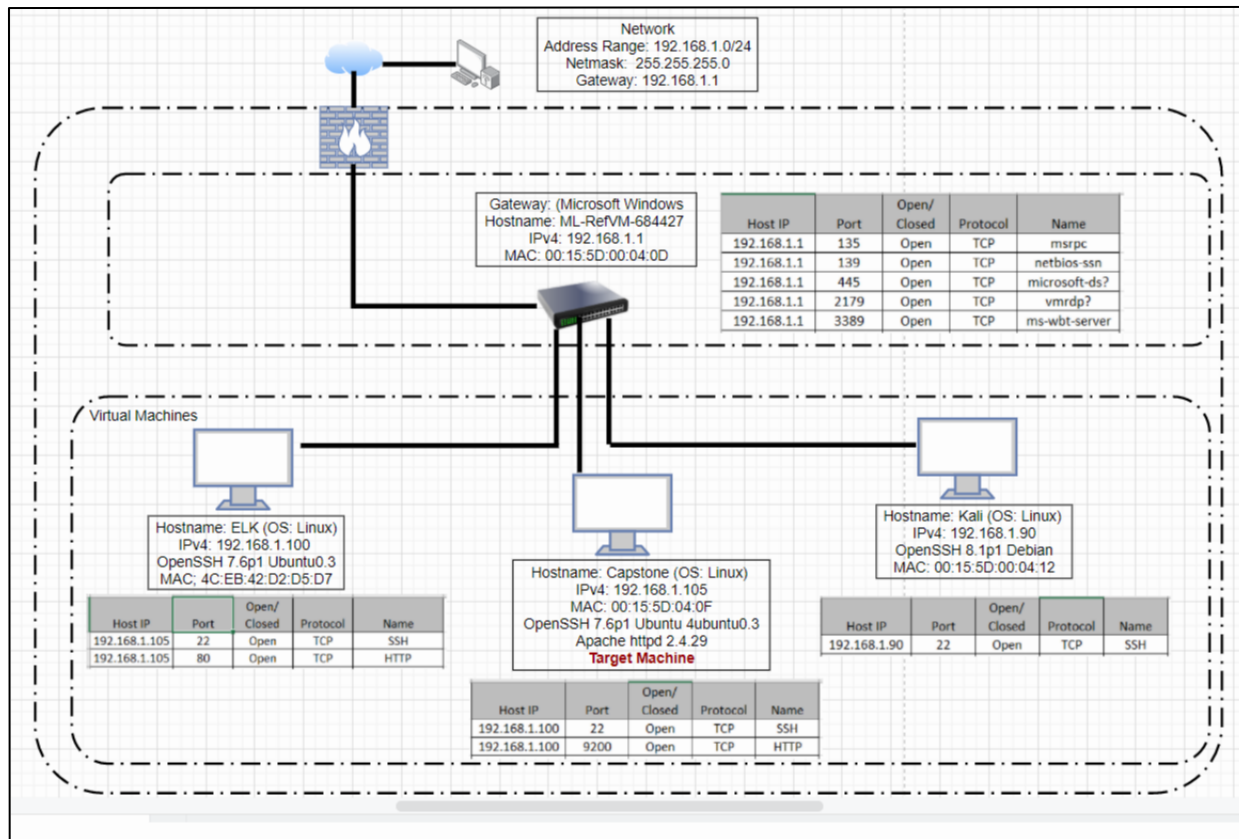 Network
Address Range: 192.168.1.0/24
Netmask: 255.255.255.0
Gateway: 192.168.1.1
Gateway: (Microsoft Windows
Hostname: ML-RefVM-684427
IPv4: 192.168.1.1
MAC: 00:15:5D:00:04:0D
Host IP Port Open/ Closed Protocol Name
192.168.1.1 135 Open TCP msrpc
192.168.1.1 139 Open TCP netbios-ssn
192.168.1.1 445 Open TCP microsoft-ds?
192.168.1.1 2179 Open TCP vmrdp?
192.168.1.1 3389 Open TCP ms-wbt-server
Virtual Machines
Hostname: ELK (OS: Linux)
IPv4: 192.168.1.100
OpenSSH 7.6p1 Ubuntu0.3
MAC; 4C:EB:42:D2:D5:D7
Host IP Port Open/ Closed Protocol Name
192.168.1.105 22 Open TCP SSH
192.168.1.105 80 Open TCP HTTP
Hostname: Capstone (OS: Linux)
IPv4: 192.168.1.105
MAC: 00:15:5D:04:0F
OpenSSH 7.6p1 Ubuntu 4ubuntu0.3
Apache httpd 2.4.29
Target Machine
Host IP Port Open/ Closed Protocol Name
192.168.1.100 22 Open TCP SSH
192.168.1.100 9200 Open TCP HTTP
Hostname: Kali (OS: Linux)
IPv4: 192.168.1.90
OpenSSH 8.1p1 Debian
MAC: 00:15:5D:00:04:12
Host IP Port Open/ Closed Protocol Name
192.168.1.90 22 Open TCP SSH